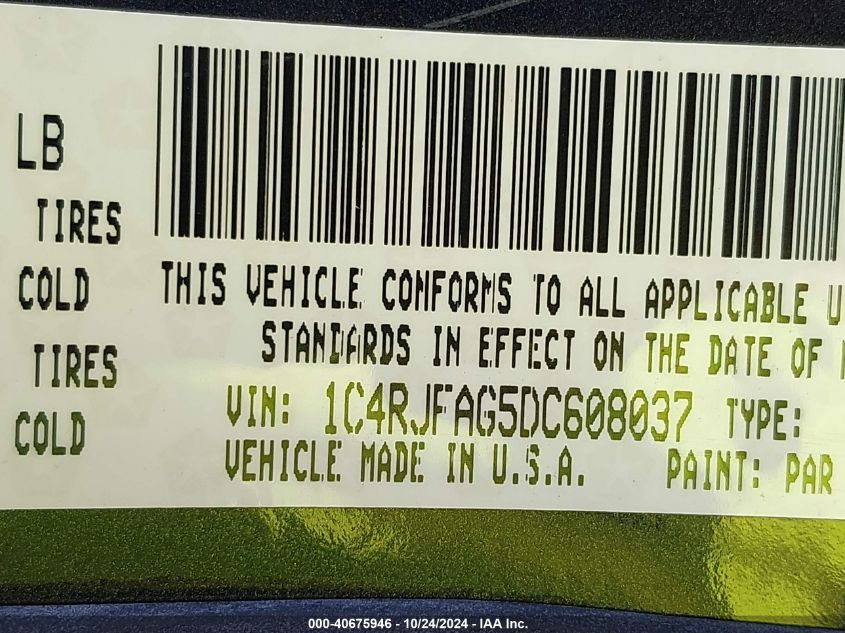 LB
TIRES
COLD
TIRES
COLD
THIS VEHICLE CONFORMS TO ALL APPLICABLE U
STANDARDS IN EFFECT ON THE DATE OF
VIN: 1C4RJFAG5DC608037 TYPE:
VEHICLE MADE IN U.S.A. PAINT: PAR
000-40675946 - 10/24/2024 - IAA Inc.